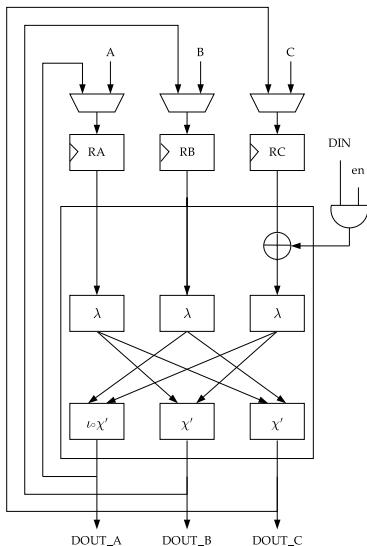 A B C
RA RB RC
DIN
en
λ λ λ
ι∘χ′ χ′ χ′
DOUT_A DOUT_B DOUT_C